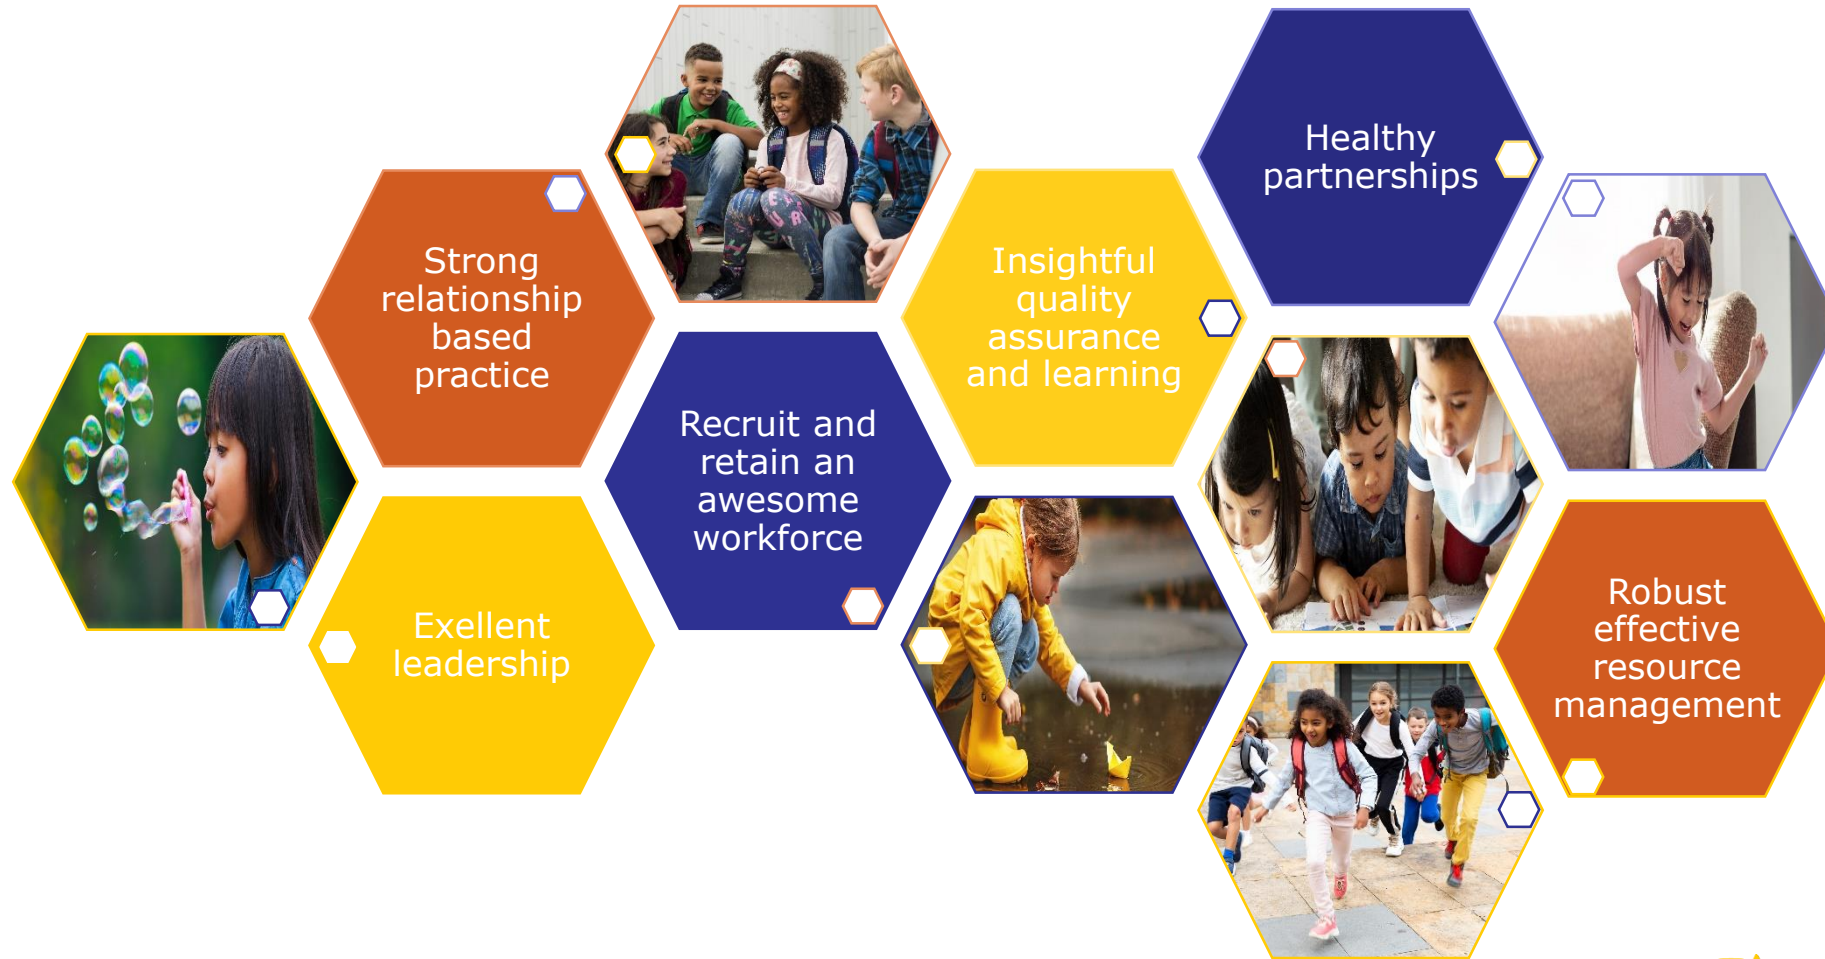 Strong
relationship
based
practice
Exellent
leadership
Recruit and
retain an
awesome
workforce
Insightful
quality
assurance
and learning
Healthy
partnerships
Robust
effective
resource
management